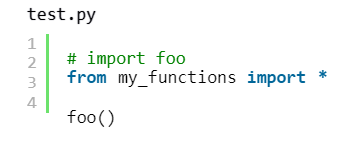 test.py
1
2 # import foo
3 from my_functions import *
4
foo()